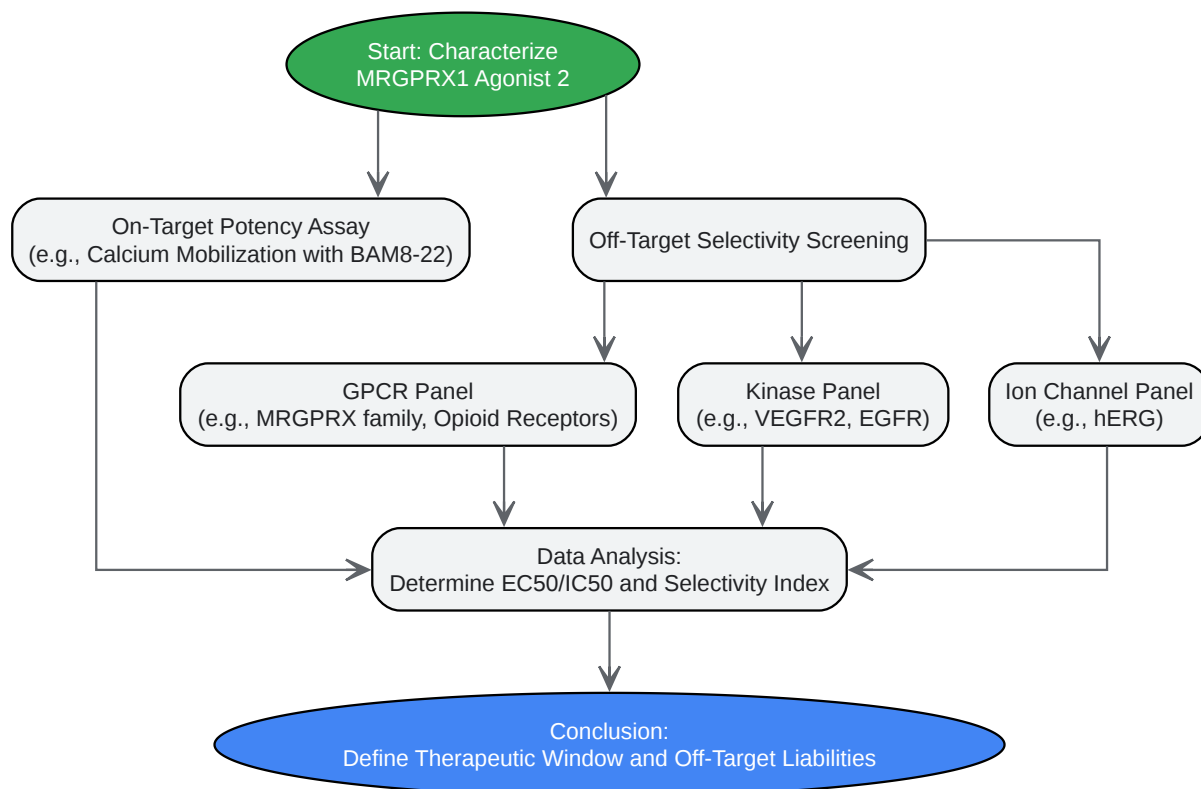 Start: Characterize
MRGPRX1 Agonist 2
On-Target Potency Assay
(e.g., Calcium Mobilization with BAM8-22)
Off-Target Selectivity Screening
GPCR Panel
(e.g., MRGPRX family, Opioid Receptors)
Kinase Panel
(e.g., VEGFR2, EGFR)
Ion Channel Panel
(e.g., hERG)
Data Analysis:
Determine EC50/IC50 and Selectivity Index
Conclusion:
Define Therapeutic Window and Off-Target Liabilities